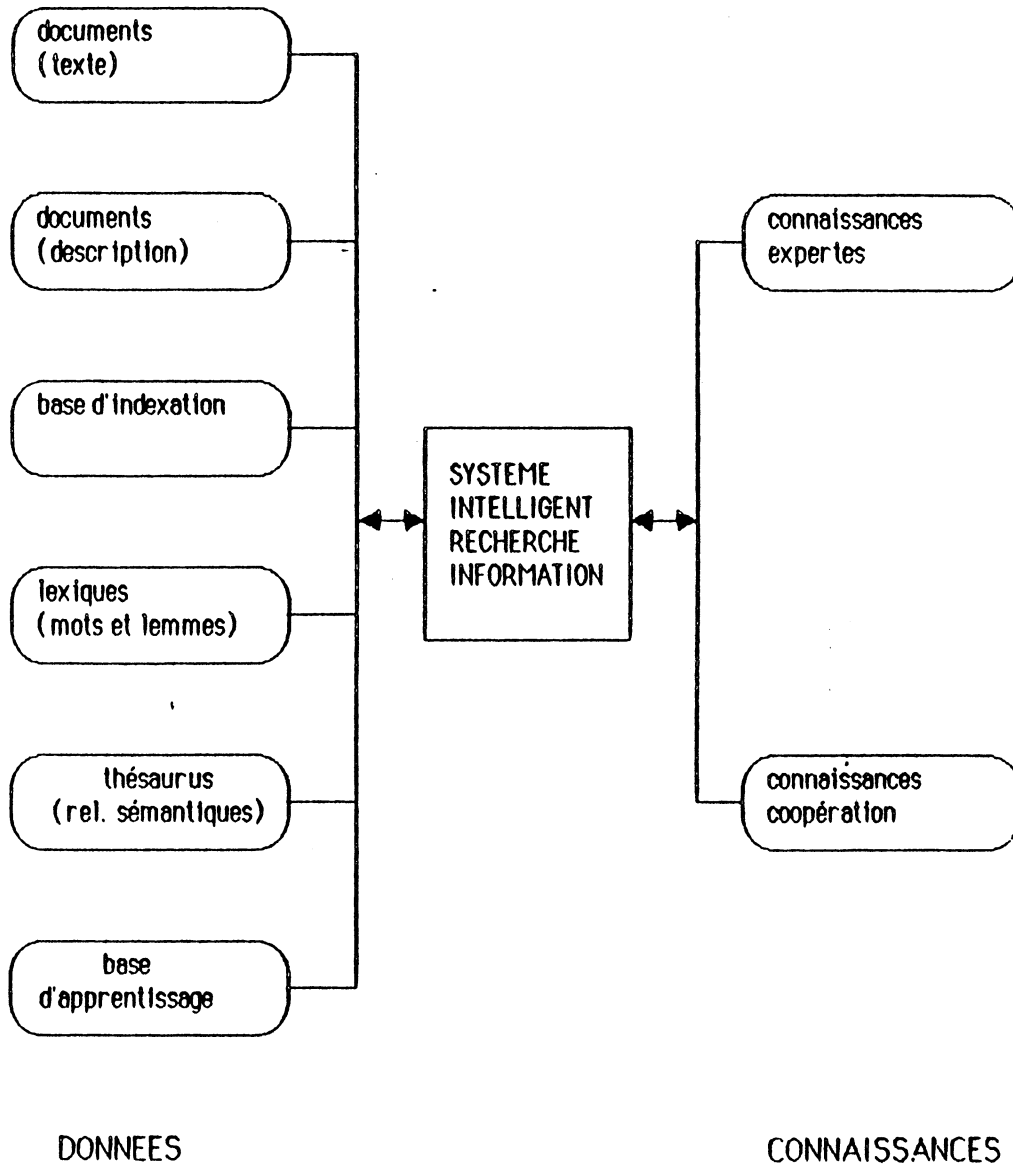 documents
(texte)
documents
(description)
base d'indexation
lexiques
(mots et lemmes)
thésaurus
(rel. sémantiques)
base
d'apprentissage
SYSTEME
INTELLIGENT
RECHERCHE
INFORMATION
connaissances
expertes
connaissances
coopération
DONNEES
CONNAISSANCES